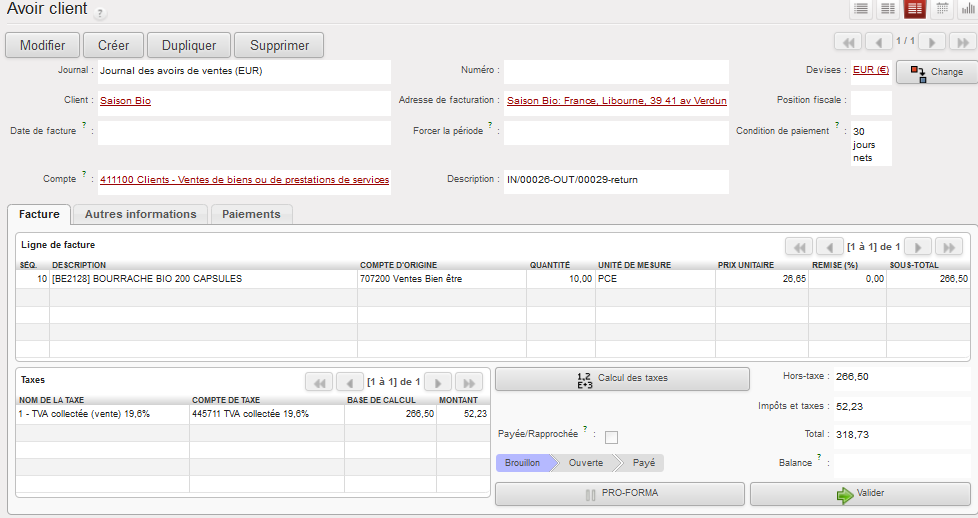 Avoir client ?
Modifier Créer Dupliquer Supprimer 1 / 1
Journal : Journal des avoirs de ventes (EUR) Numéro : Devises : EUR (€) Change
Client : Saison Bio Adresse de facturation : Saison Bio: France, Libourne, 39 41 av Verdun Position fiscale :
Date de facture ? : Forcer la période ? : Condition de paiement ? : 30
jours
nets
Compte ? : 411100 Clients - Ventes de biens ou de prestations de services Description : IN/00026-OUT/00029-return
Facture Autres informations Paiements
Ligne de facture [1 à 1] de 1
SÉQ. DESCRIPTION COMPTE D'ORIGINE QUANTITÉ UNITÉ DE MESURE PRIX UNITAIRE REMISE (%) SOUS-TOTAL
10 [BE2128] BOURRACHE BIO 200 CAPSULES 707200 Ventes Bien être 10,00 PCE 26,65 0,00 266,50
Taxes [1 à 1] de 1
NOM DE LA TAXE COMPTE DE TAXE BASE DE CALCUL MONTANT
1 - TVA collectée (vente) 19,6% 445711 TVA collectée 19,6% 266,50 52,23
1,2
E+3 Calcul des taxes
Hors-taxe : 266,50
Impôts et taxes : 52,23
Payée/Rapprochée ? : Total : 318,73
Brouillon Ouverte Payé Balance ? :
PRO-FORMA Valider